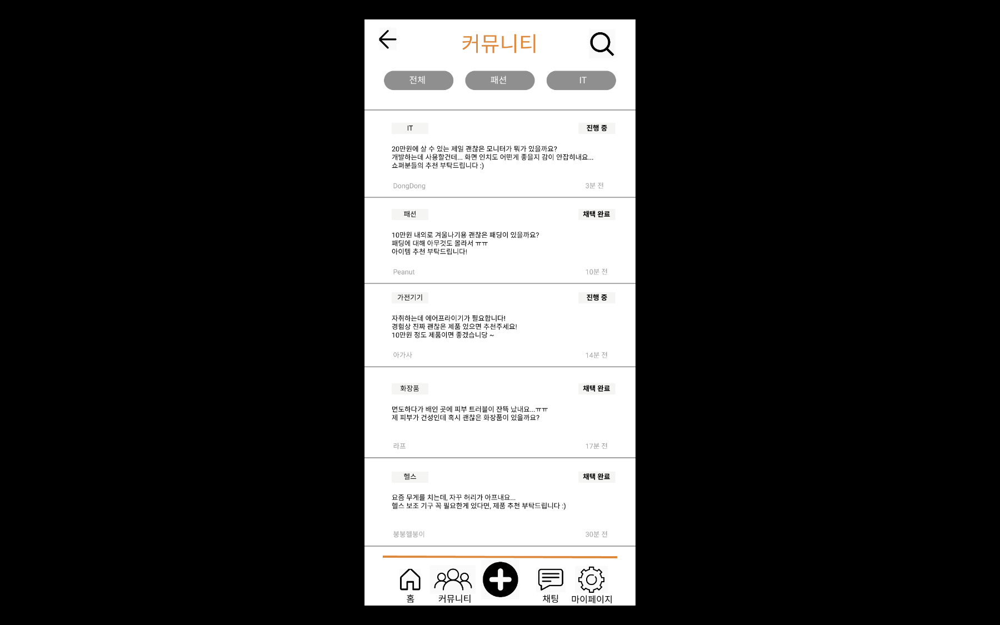 커뮤니티
전체 패션 IT
IT 진행 중
20만원에 살 수 있는 제일 괜찮은 모니터가 뭐가 있을까요?
개발하는데 사용할건데... 화면 인치도 어떤게 좋을지 감이 안잡히내요...
쇼퍼분들의 추천 부탁드립니다 :)
DongDong 3분 전
패션 채택 완료
10만원 내외로 겨울나기용 괜찮은 패딩이 있을까요?
패딩에 대해 아무것도 몰라서 ㅠㅠ
아이템 추천 부탁드립니다!
Peanut 10분 전
가전기기 진행 중
자취하는데 에어프라이기가 필요합니다!
경험상 진짜 괜찮은 제품 있으면 추천주세요!
10만원 정도 제품이면 좋겠습니당 ~
아가사 14분 전
화장품 채택 완료
면도하다가 배인 곳에 피부 트러블이 잔뜩 났내요...ㅠㅠ
제 피부가 건성인데 혹시 괜찮은 화장품이 있을까요?
라프 17분 전
헬스 채택 완료
요즘 무게를 치는데, 자꾸 허리가 아프내요...
헬스 보조 기구 꼭 필요한게 있다면, 제품 추천 부탁드립니다 :)
붕붕헬붕이 30분 전
홈 커뮤니티 채팅 마이페이지